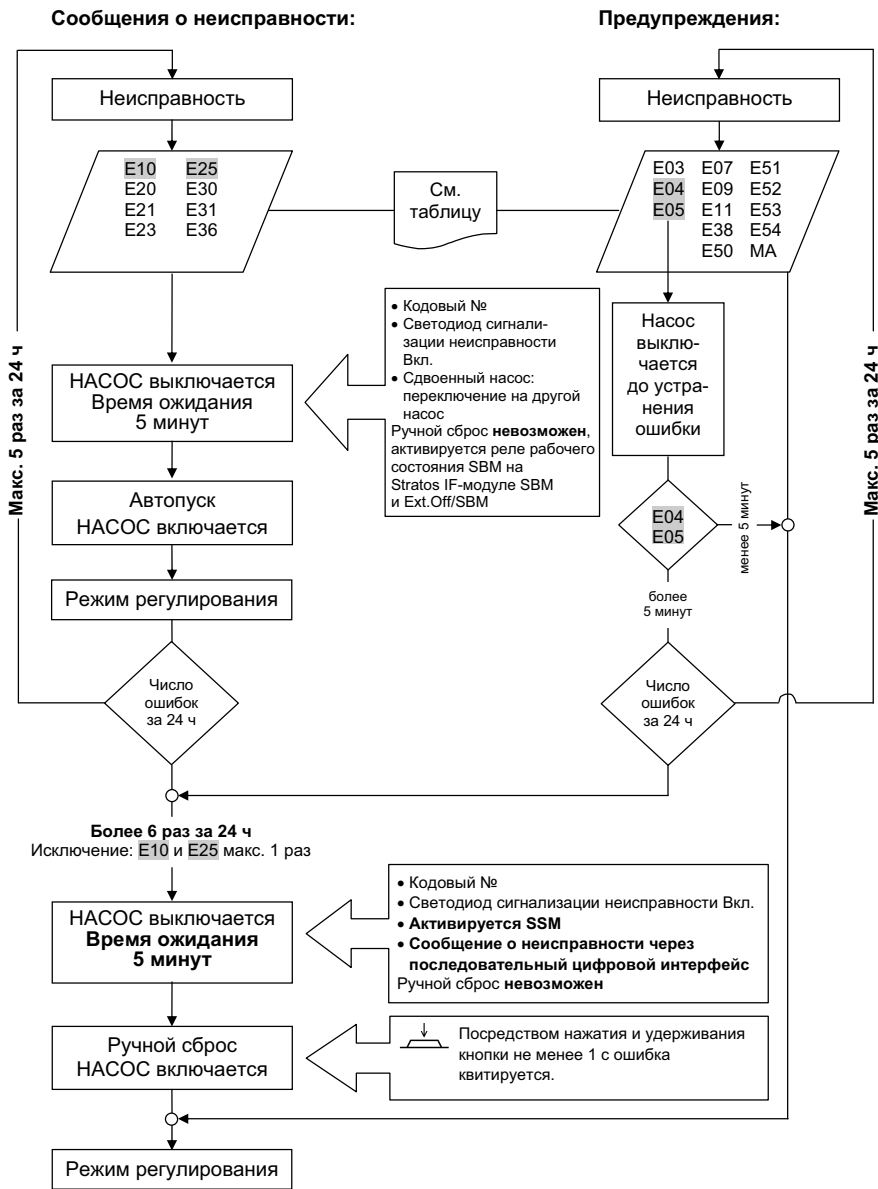 Сообщения о неисправности:
Предупреждения:
Неисправность
Неисправность
E10 E25
E20 E30
E21 E31
E23 E36
См.
таблицу
E03 E07 E51
E04 E09 E52
E05 E11 E53
E38 E54
E50 MA
Макс. 5 раз за 24 ч
НАСОС выключается
Время ожидания
5 минут
• Кодовый №
• Светодиод сигнали-
зации неисправности
Вкл.
• Сдвоенный насос:
переключение на другой
насос
Ручной сброс невозможен,
активируется реле рабочего
состояния SBM на
Stratos IF-модуле SBM
и Ext.Off/SBM
Насос
выклю-
чается
до устра-
нения
ошибки
Макс. 5 раз за 24 ч
Автопуск
НАСОС включается
E04
E05
менее 5 минут
Режим регулирования
более
5 минут
Число
ошибок
за 24 ч
Число
ошибок
за 24 ч
Более 6 раз за 24 ч
Исключение: E10 и E25 макс. 1 раз
НАСОС выключается
Время ожидания
5 минут
• Кодовый №
• Светодиод сигнализации неисправности Вкл.
• Активируется SSM
• Сообщение о неисправности через
последовательный цифровой интерфейс
Ручной сброс невозможен
Ручной сброс
НАСОС включается
Посредством нажатия и удерживания
кнопки не менее 1 с ошибка
квитируется.
Режим регулирования